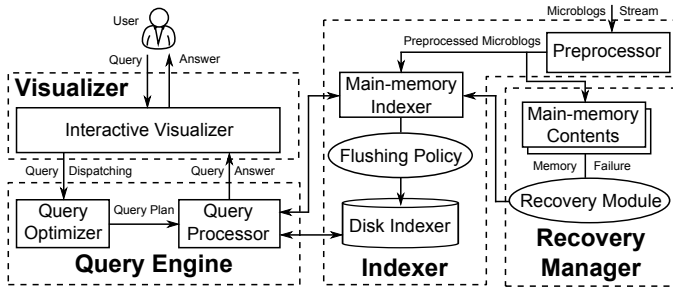 Microblogs Stream
User
Preprocessed Microblogs
Preprocessor
Query Answer
Visualizer
Main-memory
Indexer
Main-memory
Contents
Interactive Visualizer
Flushing Policy
Memory Failure
Query Dispatching
Query Answer
Recovery Module
Query
Optimizer
Query Plan
Query
Processor
Disk Indexer
Query Engine
Indexer
Recovery
Manager